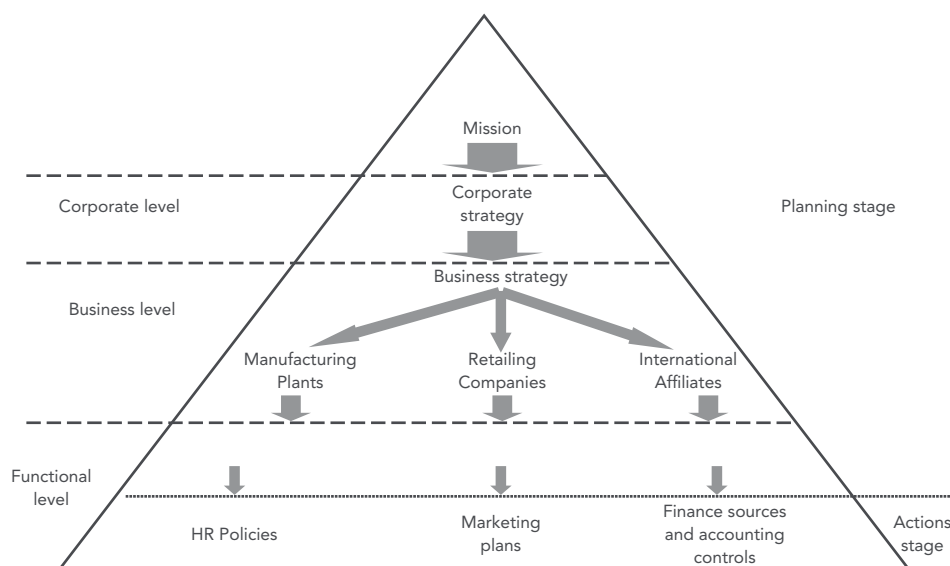 Mission
Corporate level
Corporate
strategy
Planning stage
Business strategy
Business level
Manufacturing
Plants
Retailing
Companies
International
Affiliates
Functional
level
HR Policies
Marketing
plans
Finance sources
and accounting
controls
Actions
stage